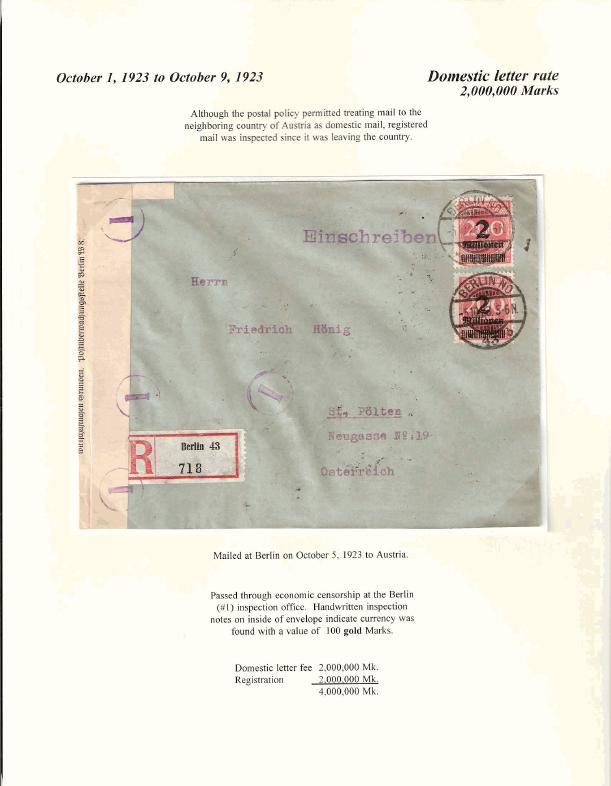 October 1, 1923 to October 9, 1923
Domestic letter rate
2,000,000 Marks
Although the postal policy permitted treating mail to the
neighboring country of Austria as domestic mail, registered
mail was inspected since it was leaving the country.
Postüberwachungsstelle Berlin W 8.
Einschreiben
BERLIN NO
2
Millionen
BERLIN NO
5-6N.
2
Millionen
43
Herrn
Friedrich Hönig
St. Pölten
Neugasse No.19
Österreich
R
Berlin 43
718
Mailed at Berlin on October 5, 1923 to Austria.
Passed through economic censorship at the Berlin
(#1) inspection office. Handwritten inspection
notes on inside of envelope indicate currency was
found with a value of 100 gold Marks.
Domestic letter fee 2,000,000 Mk.
Registration 2,000,000 Mk.
4,000,000 Mk.